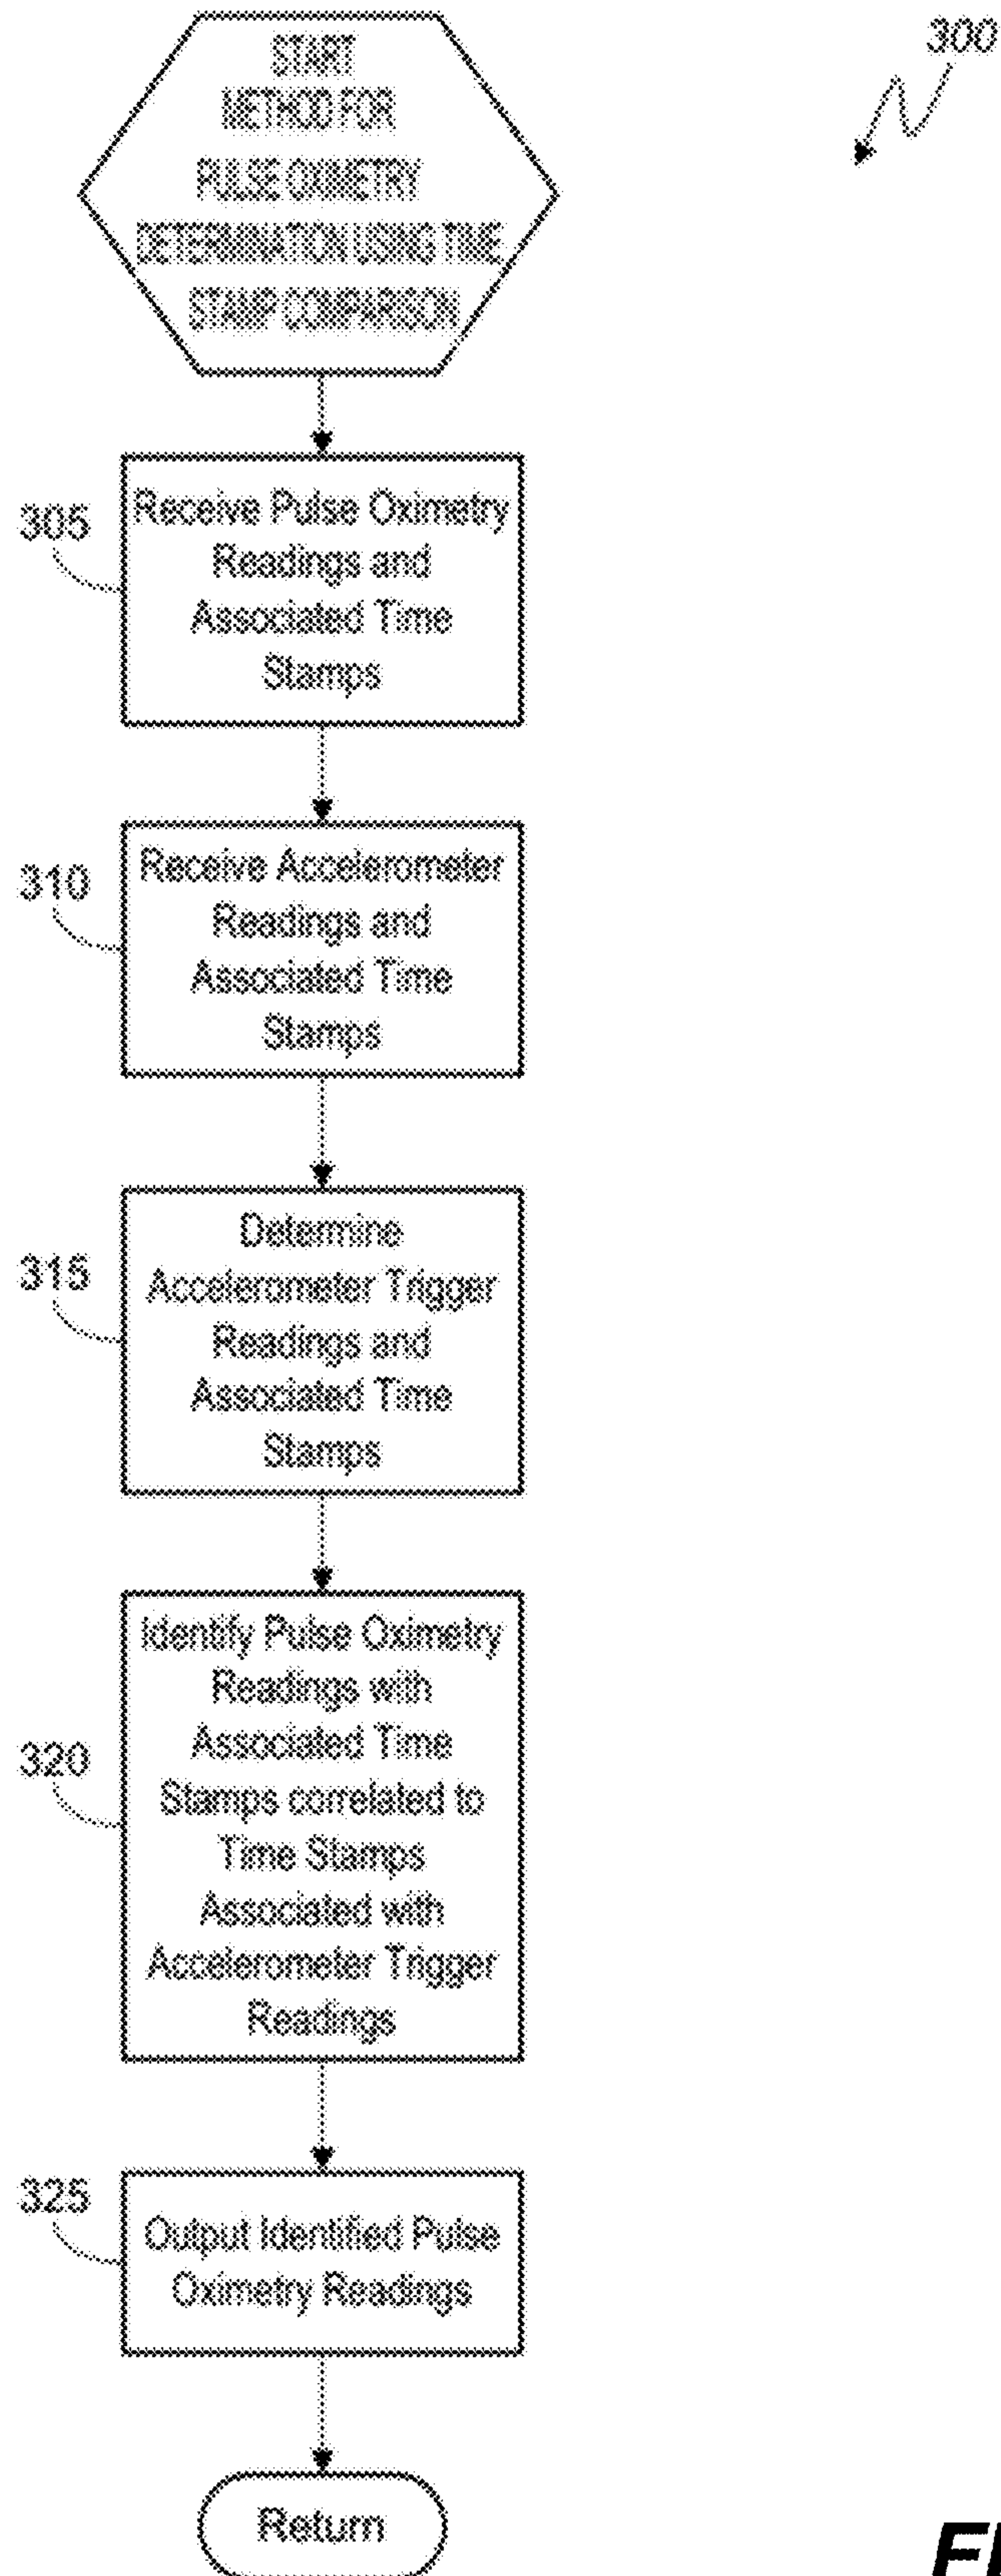 300
START
METHOD FOR
PULSE OXIMETRY
DETERMINATION USING TIME
STAMP COMPARISON
305
Receive Pulse Oximetry
Readings and
Associated Time
Stamps
310
Receive Accelerometer
Readings and
Associated Time
Stamps
315
Determine
Accelerometer Trigger
Readings and
Associated Time
Stamps
320
Identify Pulse Oximetry
Readings with
Associated Time
Stamps correlated to
Time Stamps
Associated with
Accelerometer Trigger
Readings
325
Output Identified Pulse
Oximetry Readings
Return